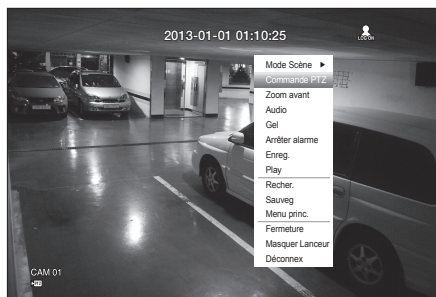 2013-01-01 01:10:25
LOG ON
Mode Scène
Commande PTZ
Zoom avant
Audio
Gel
Arrêter alarme
Enreg.
Play
Recher.
Sauveg
Menu princ.
Fermeture
Masquer Lanceur
Déconnex
CAM 01